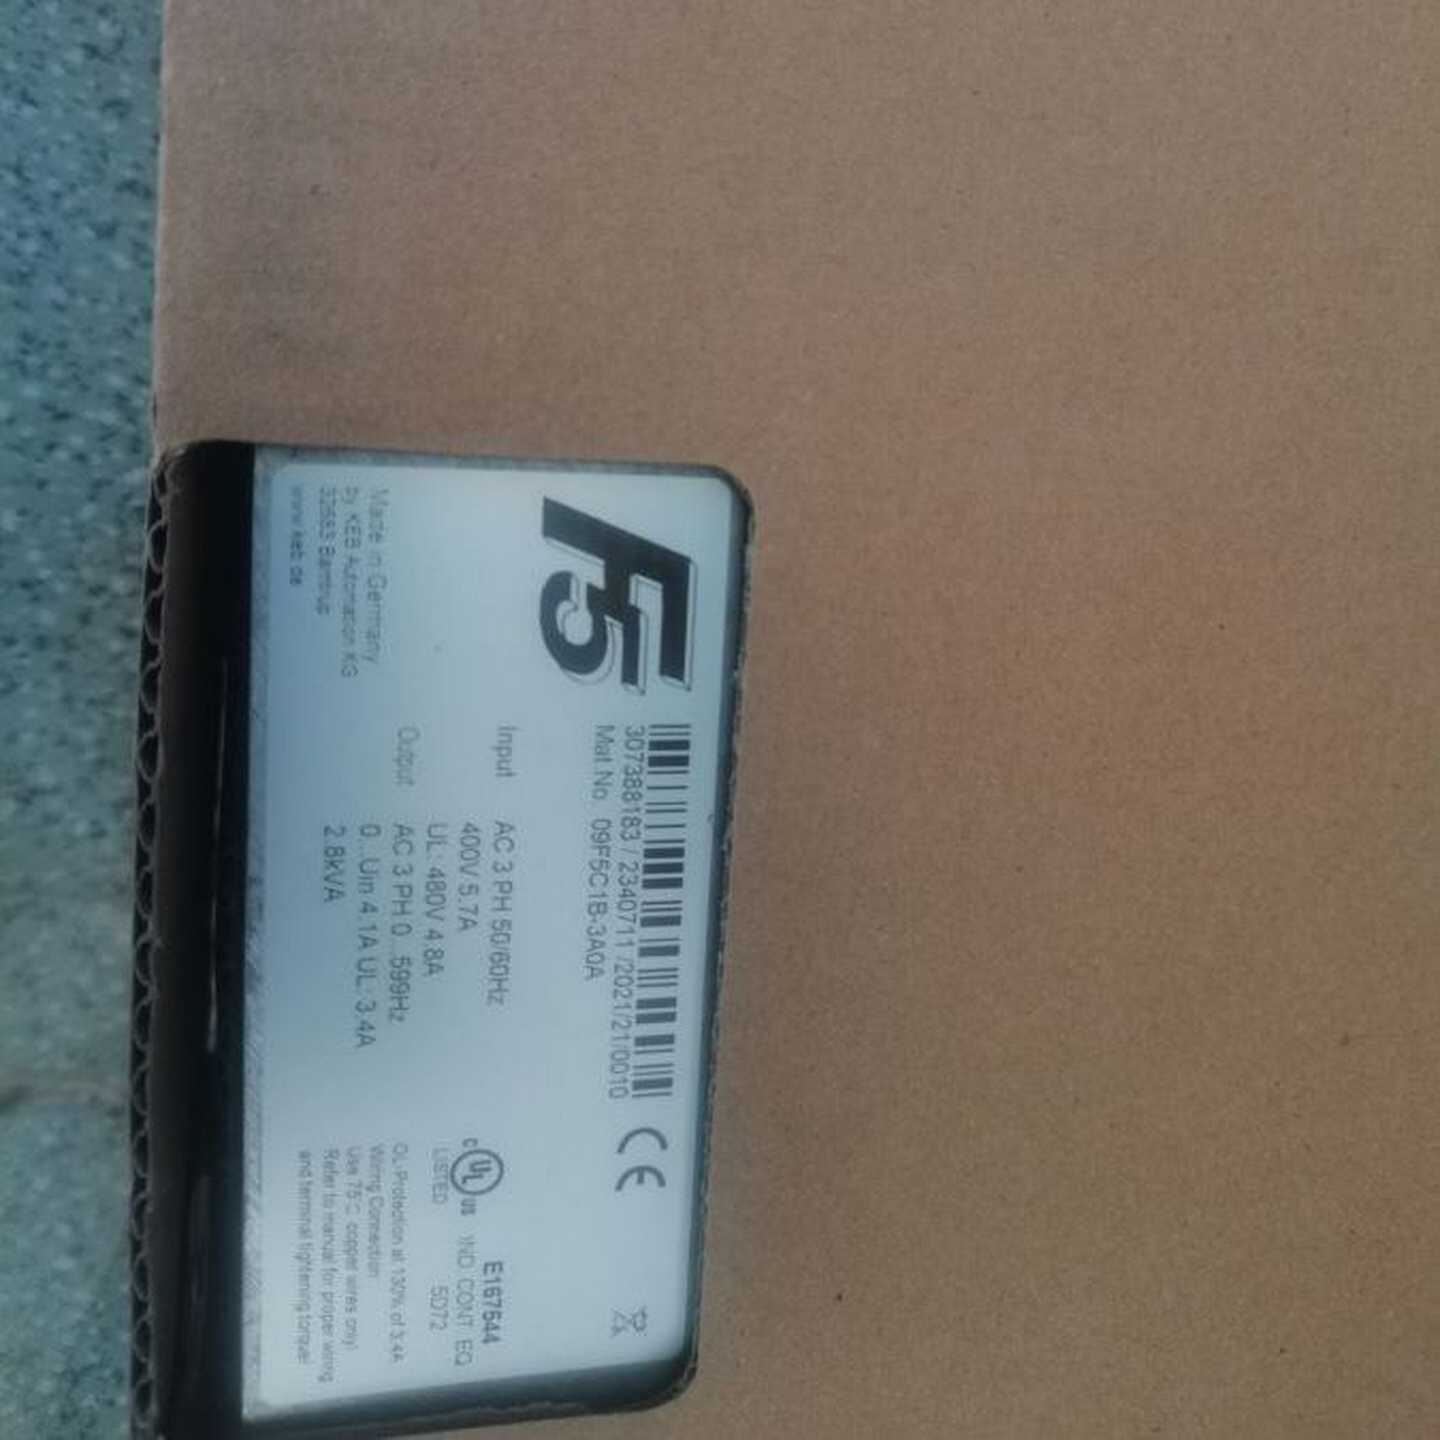 F5
307388183 / 2340711 /2021/21/0010
Mat.No. 09F5C1B-3A0A
CE
Input AC 3 PH 50/60Hz
400V 5.7A
UL: 480V 4.8A
Output AC 3 PH 0...599Hz
0...Uin 4.1A UL: 3.4A
2.8kVA
Made in Germany
by KEB Automation KG
32683 Barntrup
www.keb.de
E167544
c UL US IND. CONT. EQ
LISTED 5D72
OL-Protection at 130% of 3.4A
Wiring Connection
Use 75°C copper wires only!
Refer to manual for proper wiring
and terminal tightening torque!